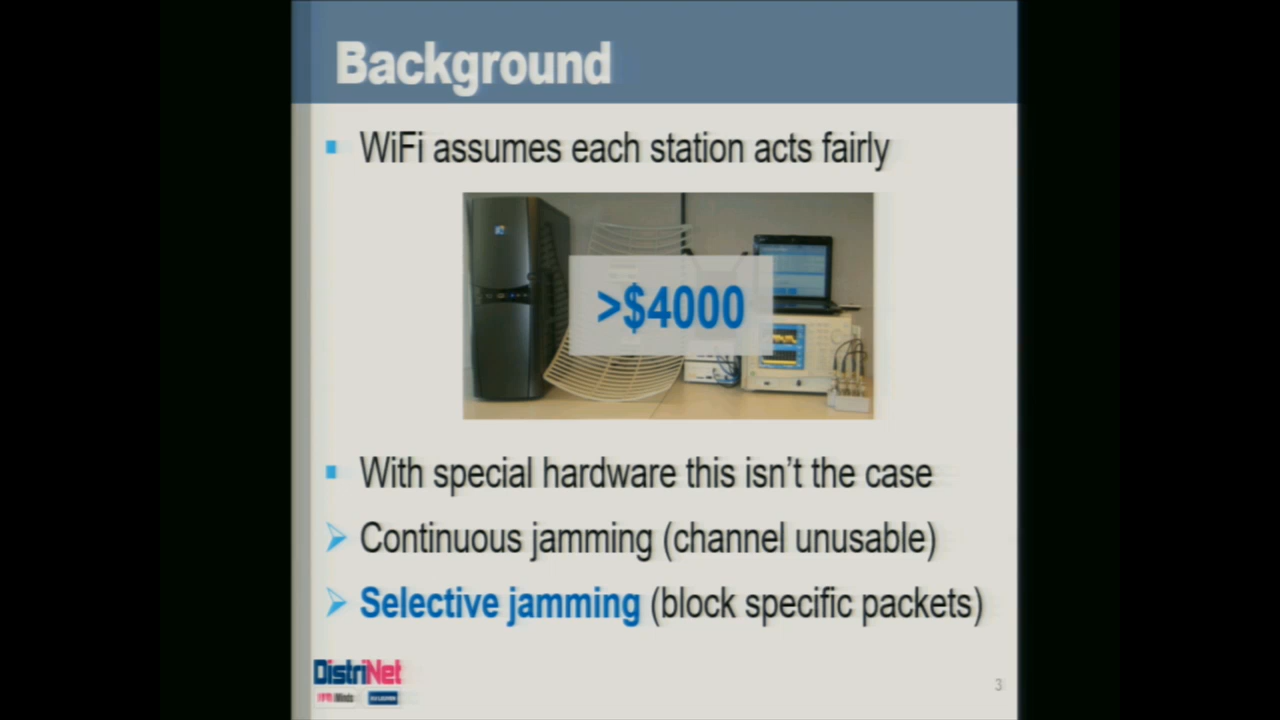 Background
WiFi assumes each station acts fairly
>$4000
With special hardware this isn't the case
Continuous jamming (channel unusable)
Selective jamming (block specific packets)
DistriNet
iMinds
3